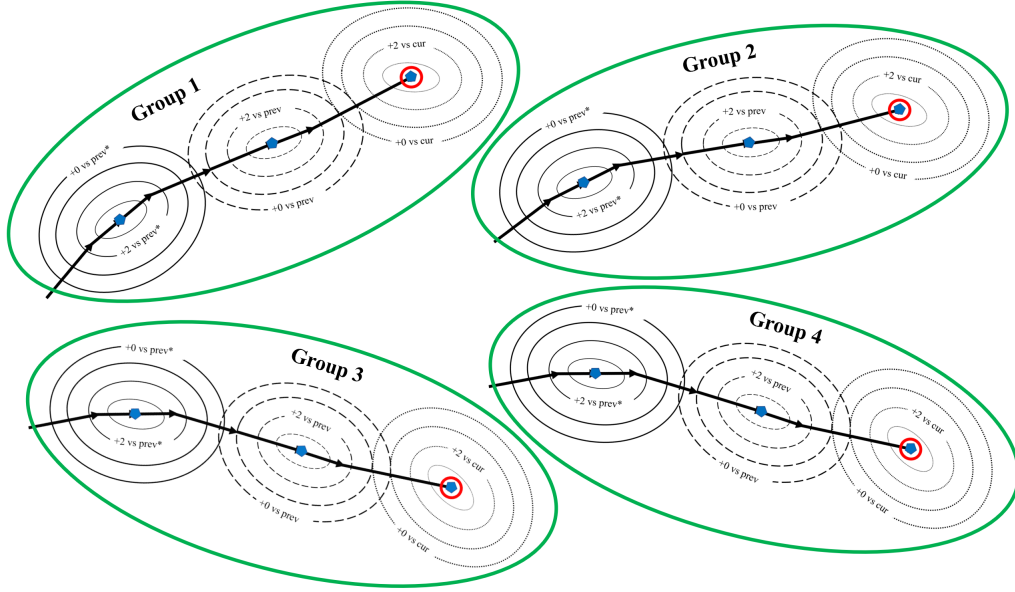 Group 1
+0 vs prev*
+2 vs prev*
+2 vs prev
+0 vs prev
+2 vs cur
+0 vs cur
Group 2
+0 vs prev*
+2 vs prev*
+2 vs prev
+0 vs prev
+2 vs cur
+0 vs cur
Group 3
+0 vs prev*
+2 vs prev*
+2 vs prev
+0 vs prev
+2 vs cur
+0 vs cur
Group 4
+0 vs prev*
+2 vs prev*
+2 vs prev
+0 vs prev
+2 vs cur
+0 vs cur